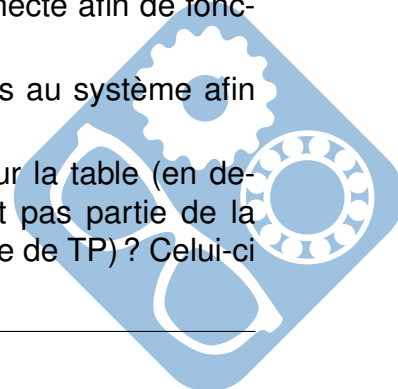 afin de fonc-
s au système afin
ur la table (en de-
t pas partie de la
e de TP) ? Celui-ci